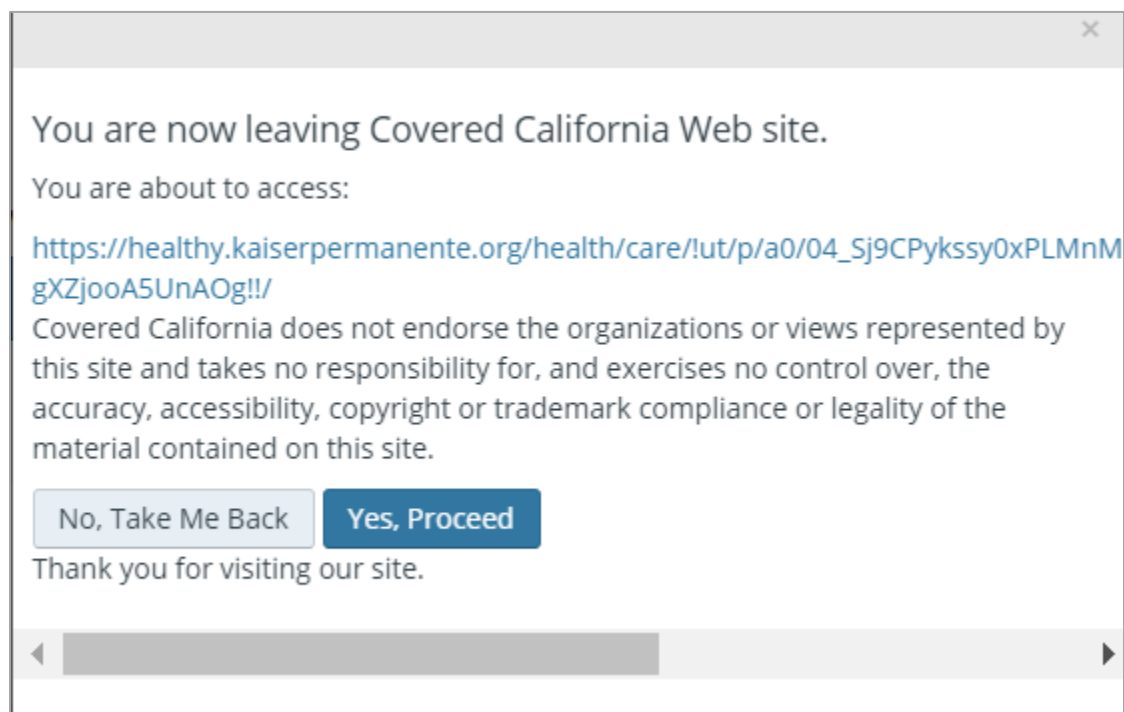 You are now leaving Covered California Web site.
You are about to access:
https://healthy.kaiserpermanente.org/health/care/!ut/p/a0/04_Sj9CPykssy0xPLMnM
gXZjooA5UnAOg!!/
Covered California does not endorse the organizations or views represented by
this site and takes no responsibility for, and exercises no control over, the
accuracy, accessibility, copyright or trademark compliance or legality of the
material contained on this site.
No, Take Me Back Yes, Proceed
Thank you for visiting our site.